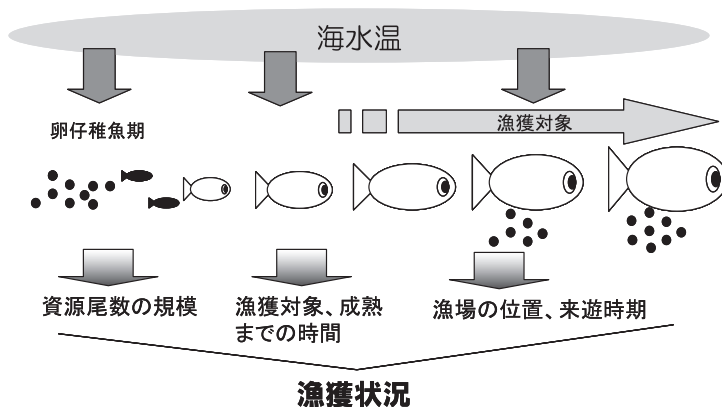 海水温
卵仔稚魚期
漁獲対象
資源尾数の規模
漁獲対象、成熟
までの時間
漁場の位置、来遊時期
漁獲状況